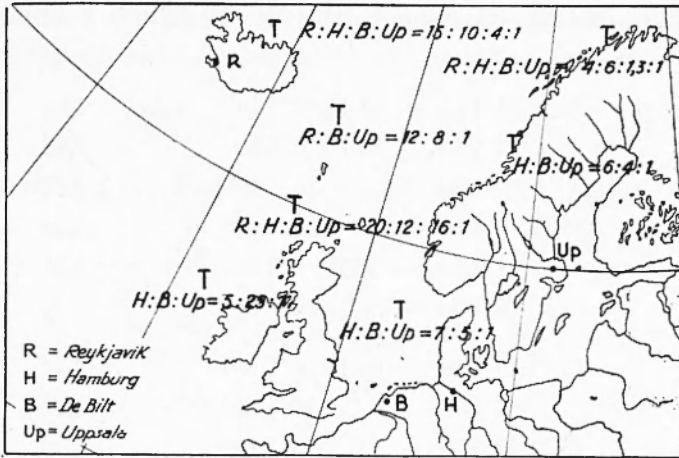 T R:H:B:Up=15:10:4:1
R
T
R:H:B:Up= 4:6:1,3:1
T
R:B:Up=12:8:1
T
H:B:Up=6:4:1
T
R:H:B:Up= 20:12: 16:1
Up
T
H:B:Up=
T
H:B:Up=7:5:1
R = Reykjavik
H = Hamburg
B = De Bilt
Up = Uppsala
B H